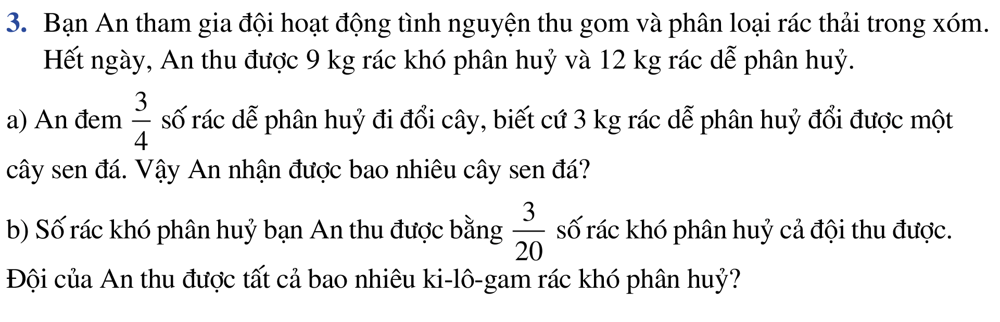 3. Bạn An tham gia đội hoạt động tình nguyện thu gom và phân loại rác thải trong xóm.
Hết ngày, An thu được 9 kg rác khó phân huỷ và 12 kg rác dễ phân huỷ.
a) An đem 3/4 số rác dễ phân huỷ đi đổi cây, biết cứ 3 kg rác dễ phân huỷ đổi được một
cây sen đá. Vậy An nhận được bao nhiêu cây sen đá?
b) Số rác khó phân huỷ bạn An thu được bằng 3/20 số rác khó phân huỷ cả đội thu được.
Đội của An thu được tất cả bao nhiêu ki-lô-gam rác khó phân huỷ?